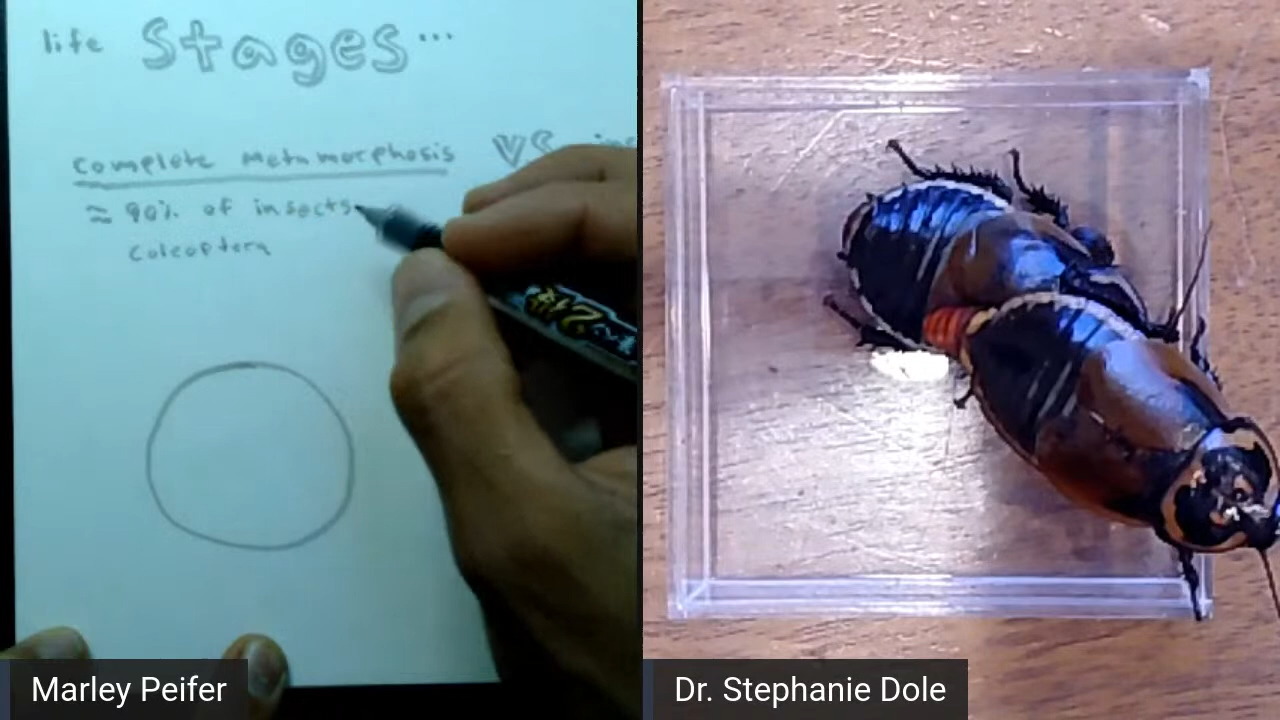 life Stages...
complete metamorphosis vs
≈ 90% of insects
coleoptera
Marley Peifer
Dr. Stephanie Dole